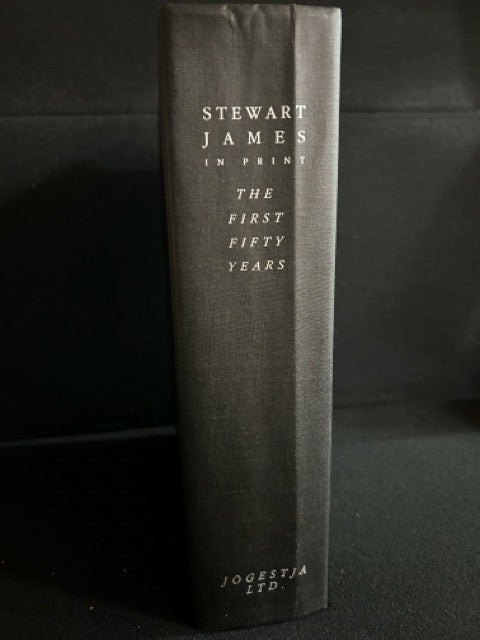 STEWART
JAMES
IN PRINT
THE
FIRST
FIFTY
YEARS
JOGESTJA
LTD.